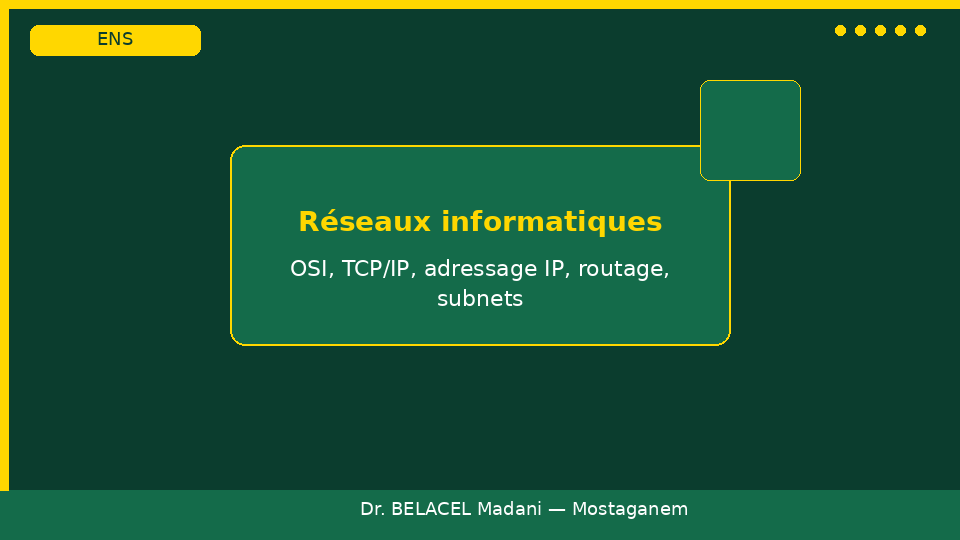 ENS
Réseaux informatiques
OSI, TCP/IP, adressage IP, routage,
subnets
Dr. BELACEL Madani — Mostaganem